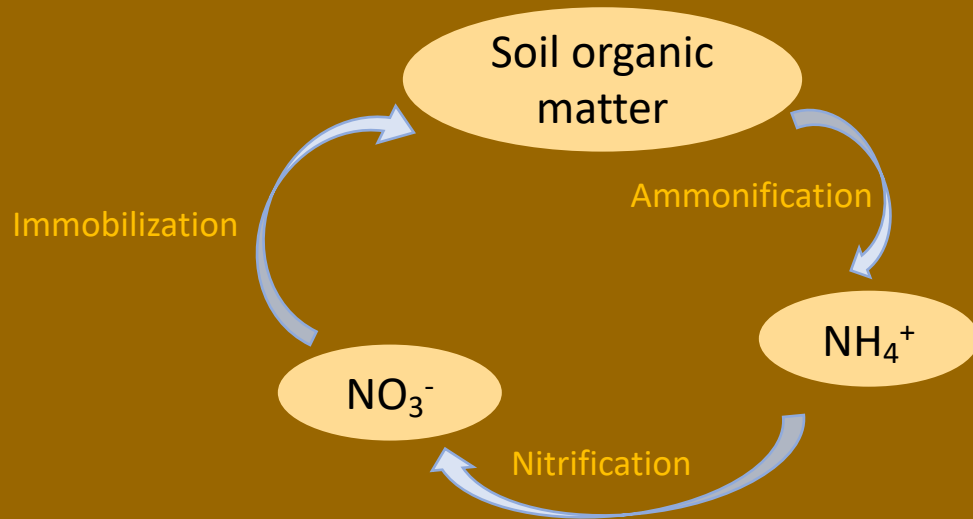 Soil organic
matter
Ammonification
Immobilization
NH₄⁺
NO₃⁻
Nitrification